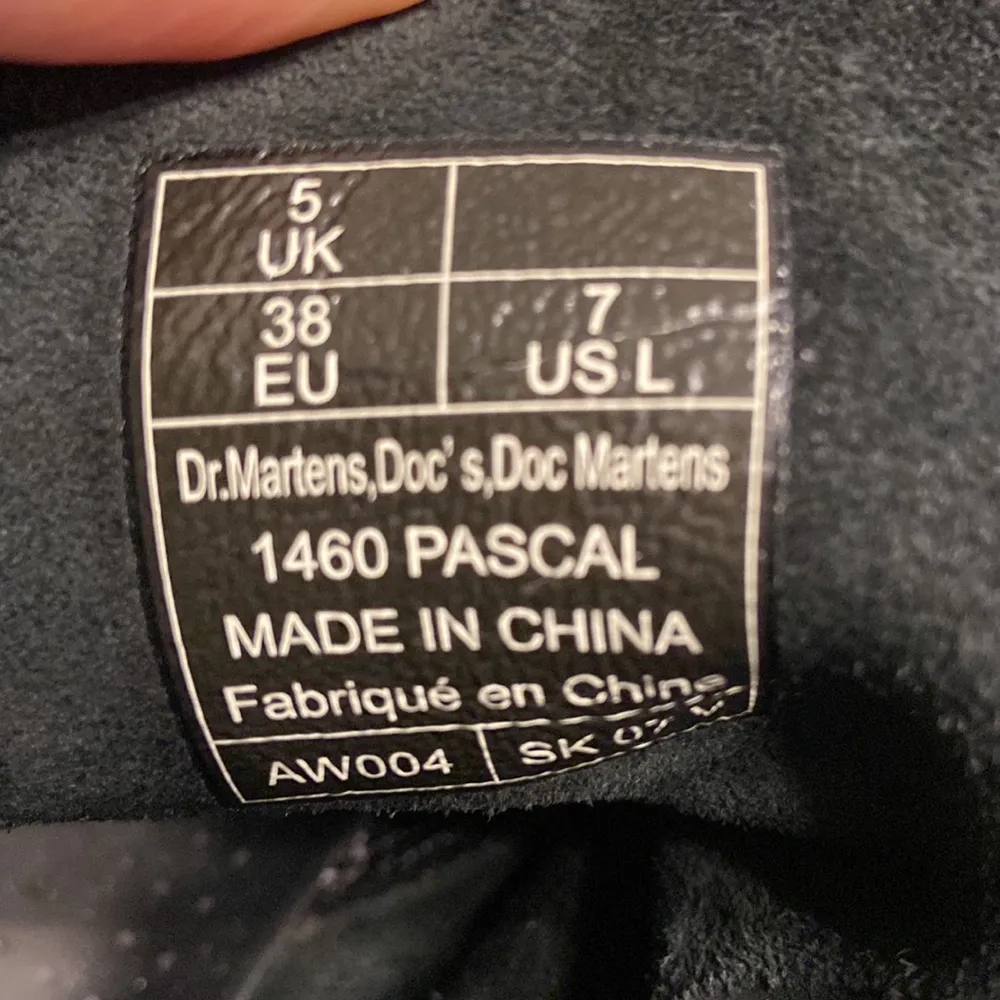 5
UK
38
EU
7
US L
Dr.Martens,Doc's,Doc Martens
1460 PASCAL
MADE IN CHINA
Fabriqué en Chine
AW004
SK